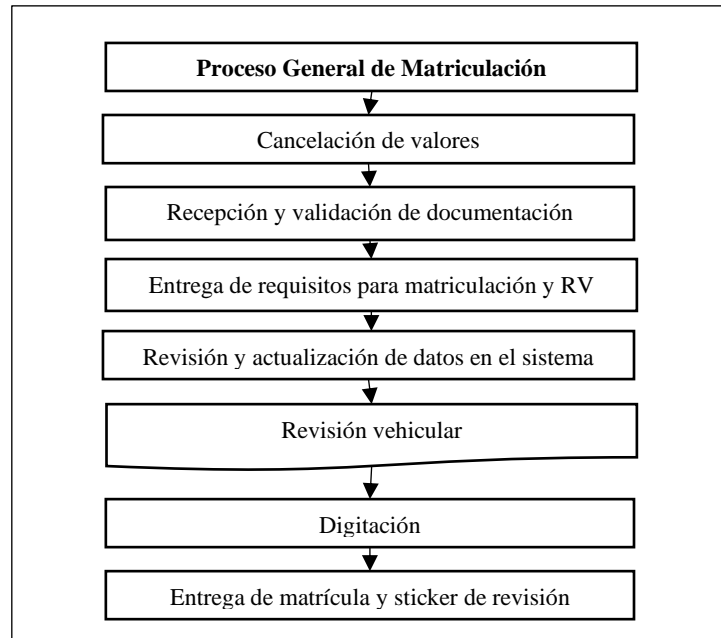 Proceso General de Matriculación
Cancelación de valores
Recepción y validación de documentación
Entrega de requisitos para matriculación y RV
Revisión y actualización de datos en el sistema
Revisión vehicular
Digitación
Entrega de matrícula y sticker de revisión